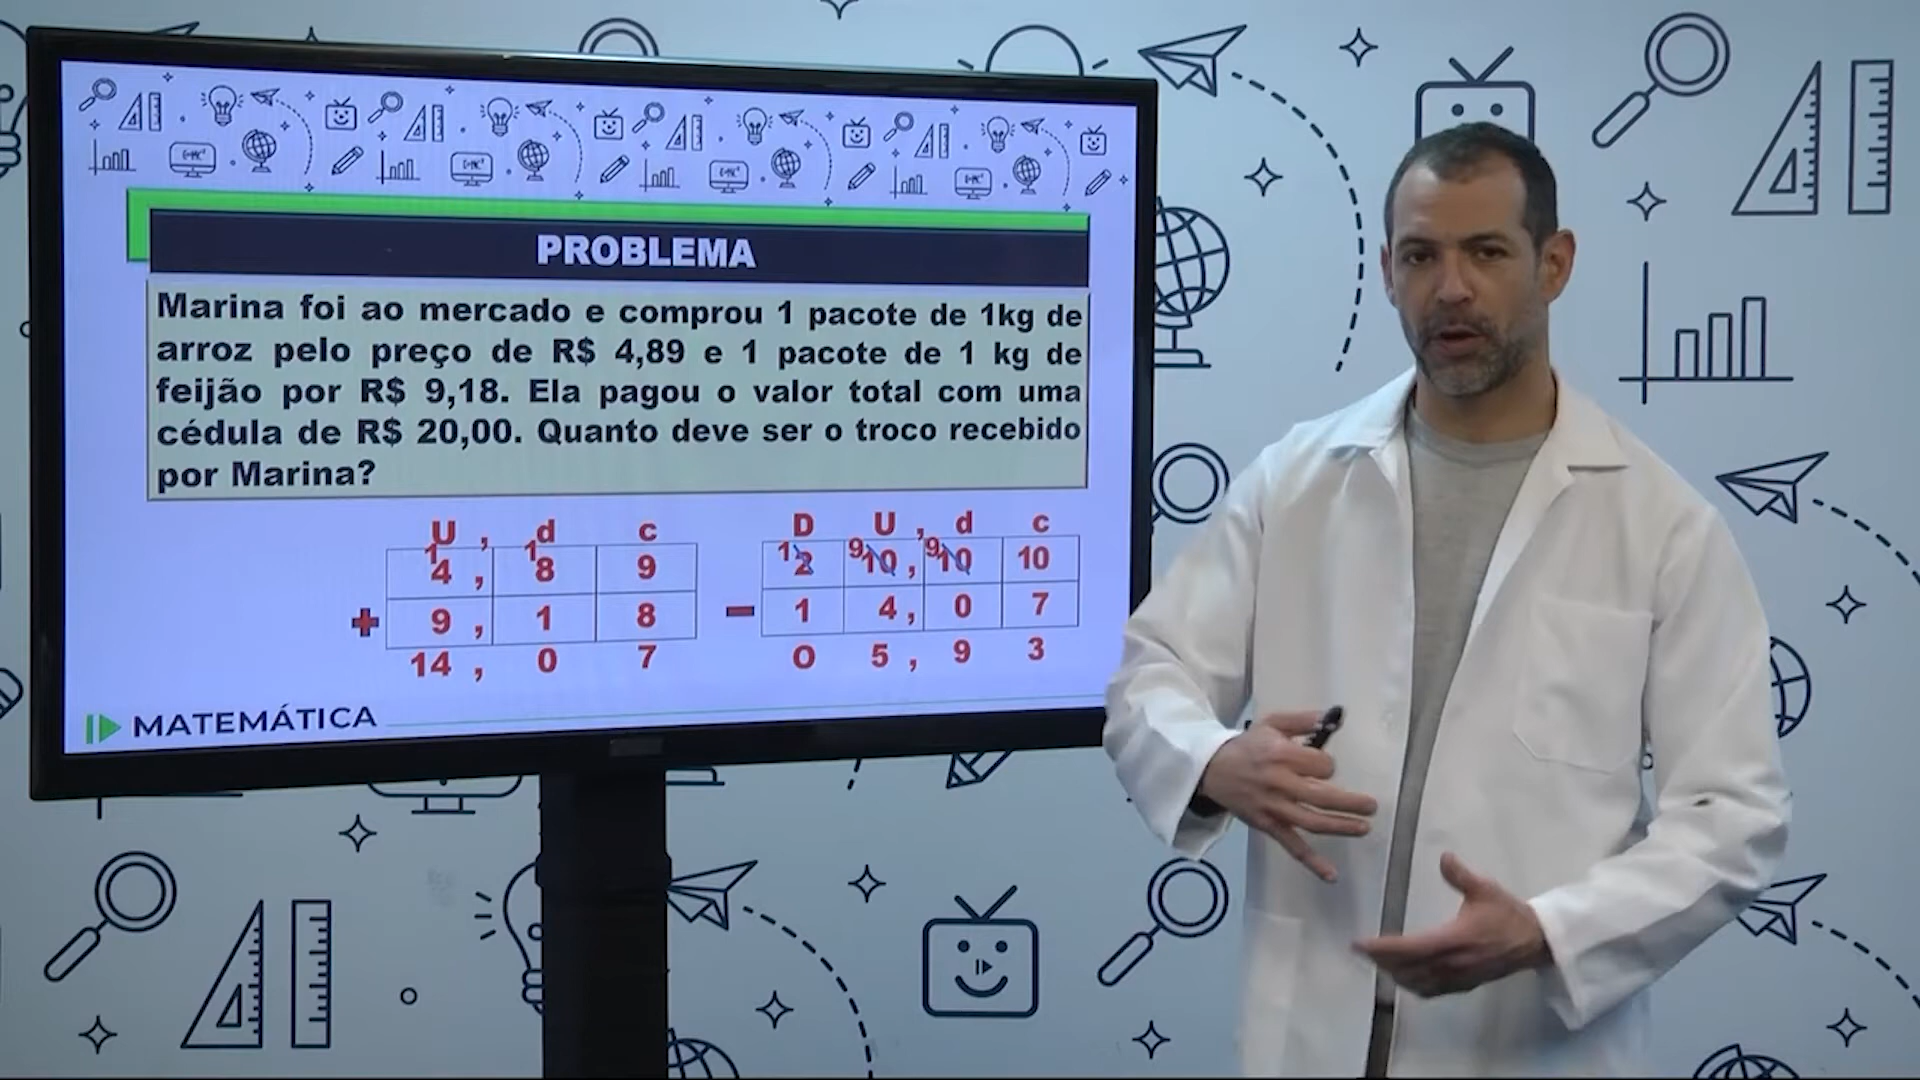 PROBLEMA
Marina foi ao mercado e comprou 1 pacote de 1kg de
arroz pelo preço de R$ 4,89 e 1 pacote de 1 kg de
feijão por R$ 9,18. Ela pagou o valor total com uma
cédula de R$ 20,00. Quanto deve ser o troco recebido
por Marina?
U , d c
1 1
4 , 8 9
+ 9 , 1 8
14 , 0 7
D U , d c
1 9 9
2 10 , 10 10
- 1 4 , 0 7
0 5 , 9 3
MATEMÁTICA